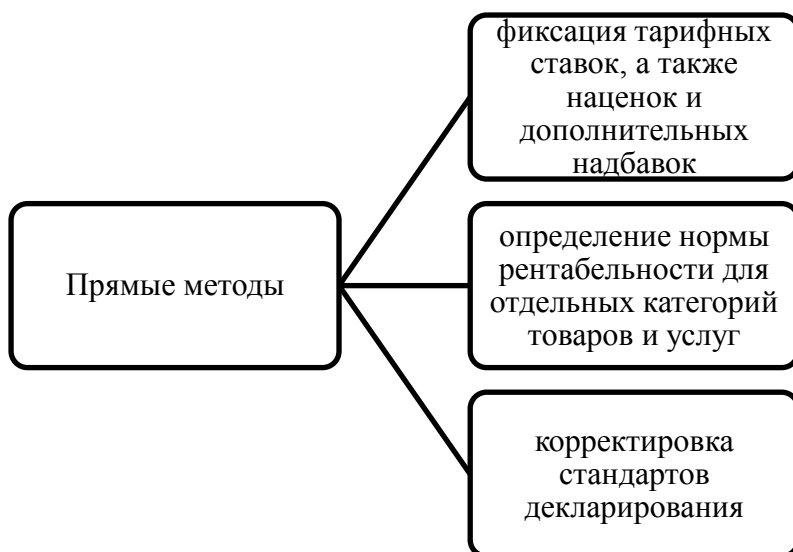 фиксация тарифных
ставок, а также
наценок и
дополнительных
надбавок
Прямые методы
определение нормы
рентабельности для
отдельных категорий
товаров и услуг
корректировка
стандартов
декларирования